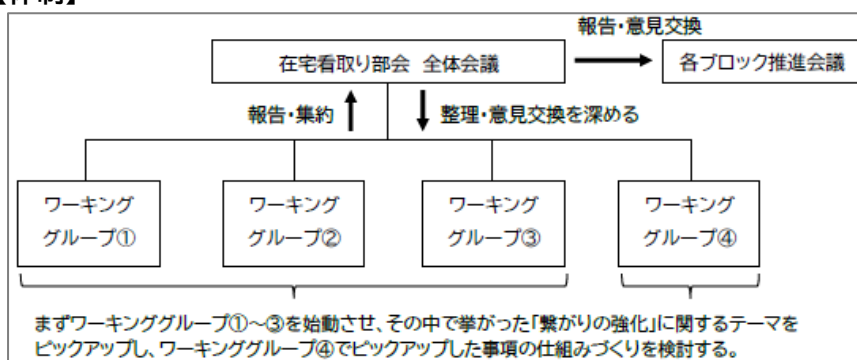 報告・意見交換
在宅看取り部会 全体会議
各ブロック推進会議
報告・集約
整理・意見交換を深める
ワーキング
グループ①
ワーキング
グループ②
ワーキング
グループ③
ワーキング
グループ④
まずワーキンググループ①~③を始動させ、その中で挙がった「繋がりの強化」に関するテーマを
ピックアップし、ワーキンググループ④でピックアップした事項の仕組みづくりを検討する。